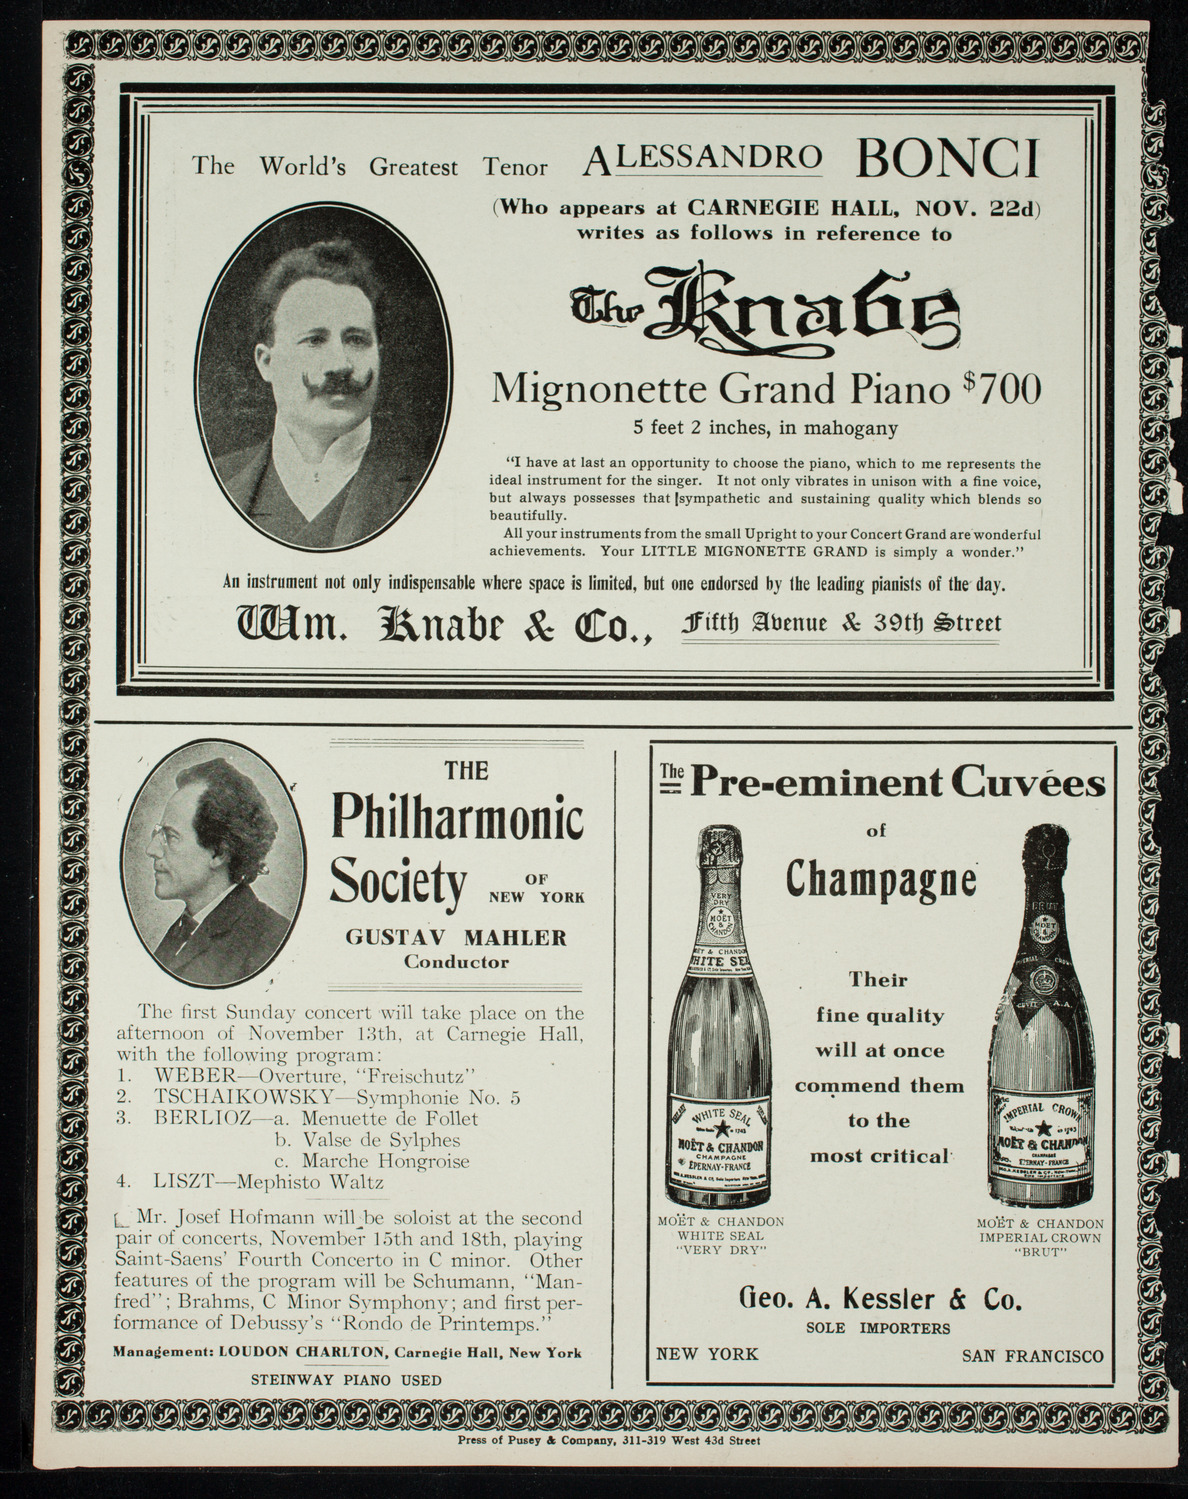 The World's Greatest Tenor ALESSANDRO BONCI
(Who appears at CARNEGIE HALL, NOV. 22d)
writes as follows in reference to
The Knabe
Mignonette Grand Piano $700
5 feet 2 inches, in mahogany
"I have at last an opportunity to choose the piano, which to me represents the
ideal instrument for the singer. It not only vibrates in unison with a fine voice,
but always possesses that sympathetic and sustaining quality which blends so
beautifully.
All your instruments from the small Upright to your Concert Grand are wonderful
achievements. Your LITTLE MIGNONETTE GRAND is simply a wonder."
An instrument not only indispensable where space is limited, but one endorsed by the leading pianists of the day.
Wm. Knabe & Co., Fifth Avenue & 39th Street
THE
Philharmonic
Society OF
NEW YORK
GUSTAV MAHLER
Conductor
The first Sunday concert will take place on the
afternoon of November 13th, at Carnegie Hall,
with the following program:
1. WEBER—Overture, "Freischutz"
2. TSCHAIKOWSKY—Symphonie No. 5
3. BERLIOZ—a. Menuette de Follet
b. Valse de Sylphes
c. Marche Hongroise
4. LISZT—Mephisto Waltz
Mr. Josef Hofmann will be soloist at the second
pair of concerts, November 15th and 18th, playing
Saint-Saens' Fourth Concerto in C minor. Other
features of the program will be Schumann, "Man-
fred"; Brahms, C Minor Symphony; and first per-
formance of Debussy's "Rondo de Printemps."
Management: LOUDON CHARLTON, Carnegie Hall, New York
STEINWAY PIANO USED
The Pre-eminent Cuvées
of
Champagne
Their
fine quality
will at once
commend them
to the
most critical
VERY
DRY
MOËT
&
CHANDON
WHITE SEAL
MOËT & CHANDON
CHAMPAGNE
EPERNAY-FRANCE
BRUT
MOËT
&
CHANDON
IMPERIAL CROWN
MOËT & CHANDON
CHAMPAGNE
EPERNAY-FRANCE
MOËT & CHANDON
WHITE SEAL
"VERY DRY"
MOËT & CHANDON
IMPERIAL CROWN
"BRUT"
Geo. A. Kessler & Co.
SOLE IMPORTERS
NEW YORK
SAN FRANCISCO
Press of Pusey & Company, 311-319 West 43d Street